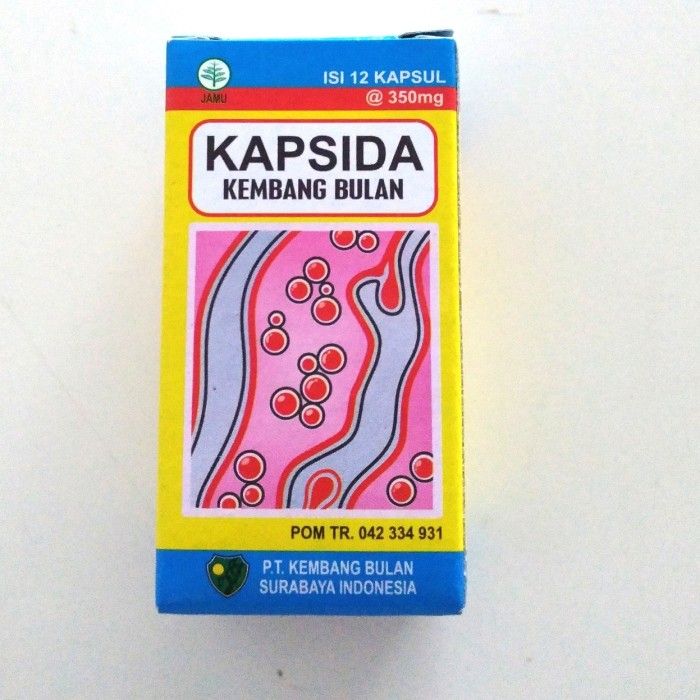 ISI 12 KAPSUL
@ 350mg
JAMU
KAPSIDA
KEMBANG BULAN
POM TR. 042 334 931
P.T. KEMBANG BULAN
SURABAYA INDONESIA